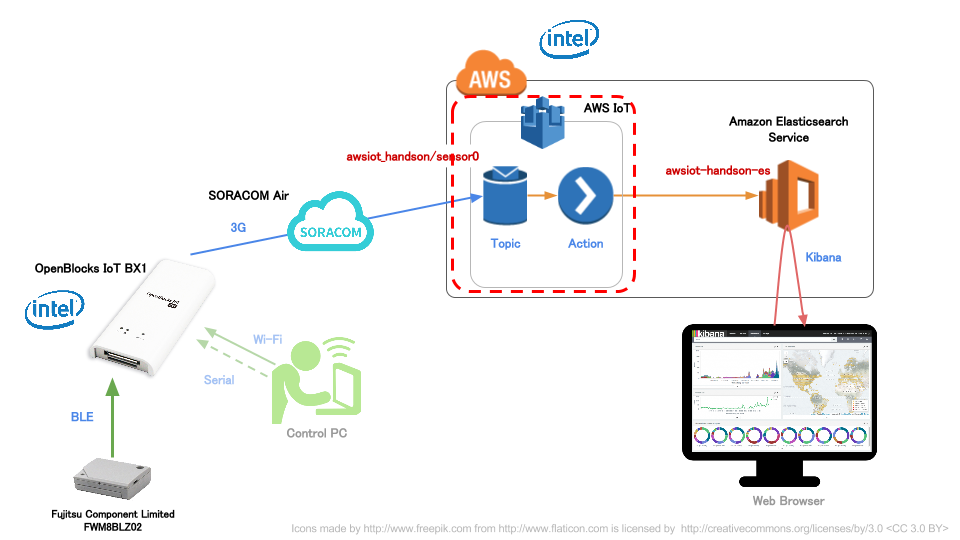 intel
AWS
AWS IoT
Amazon Elasticsearch
Service
awsiot_handson/sensor0
awsiot-handson-es
SORACOM Air
3G
SORACOM
Topic
Action
Kibana
OpenBlocks IoT BX1
intel
OpenBlocks IoT
Wi-Fi
Serial
kibana
BLE
Control PC
Web Browser
Fujitsu Component Limited
FWM8BLZ02
Icons made by http://www.freepik.com from http://www.flaticon.com is licensed by http://creativecommons.org/licenses/by/3.0 <CC 3.0 BY>